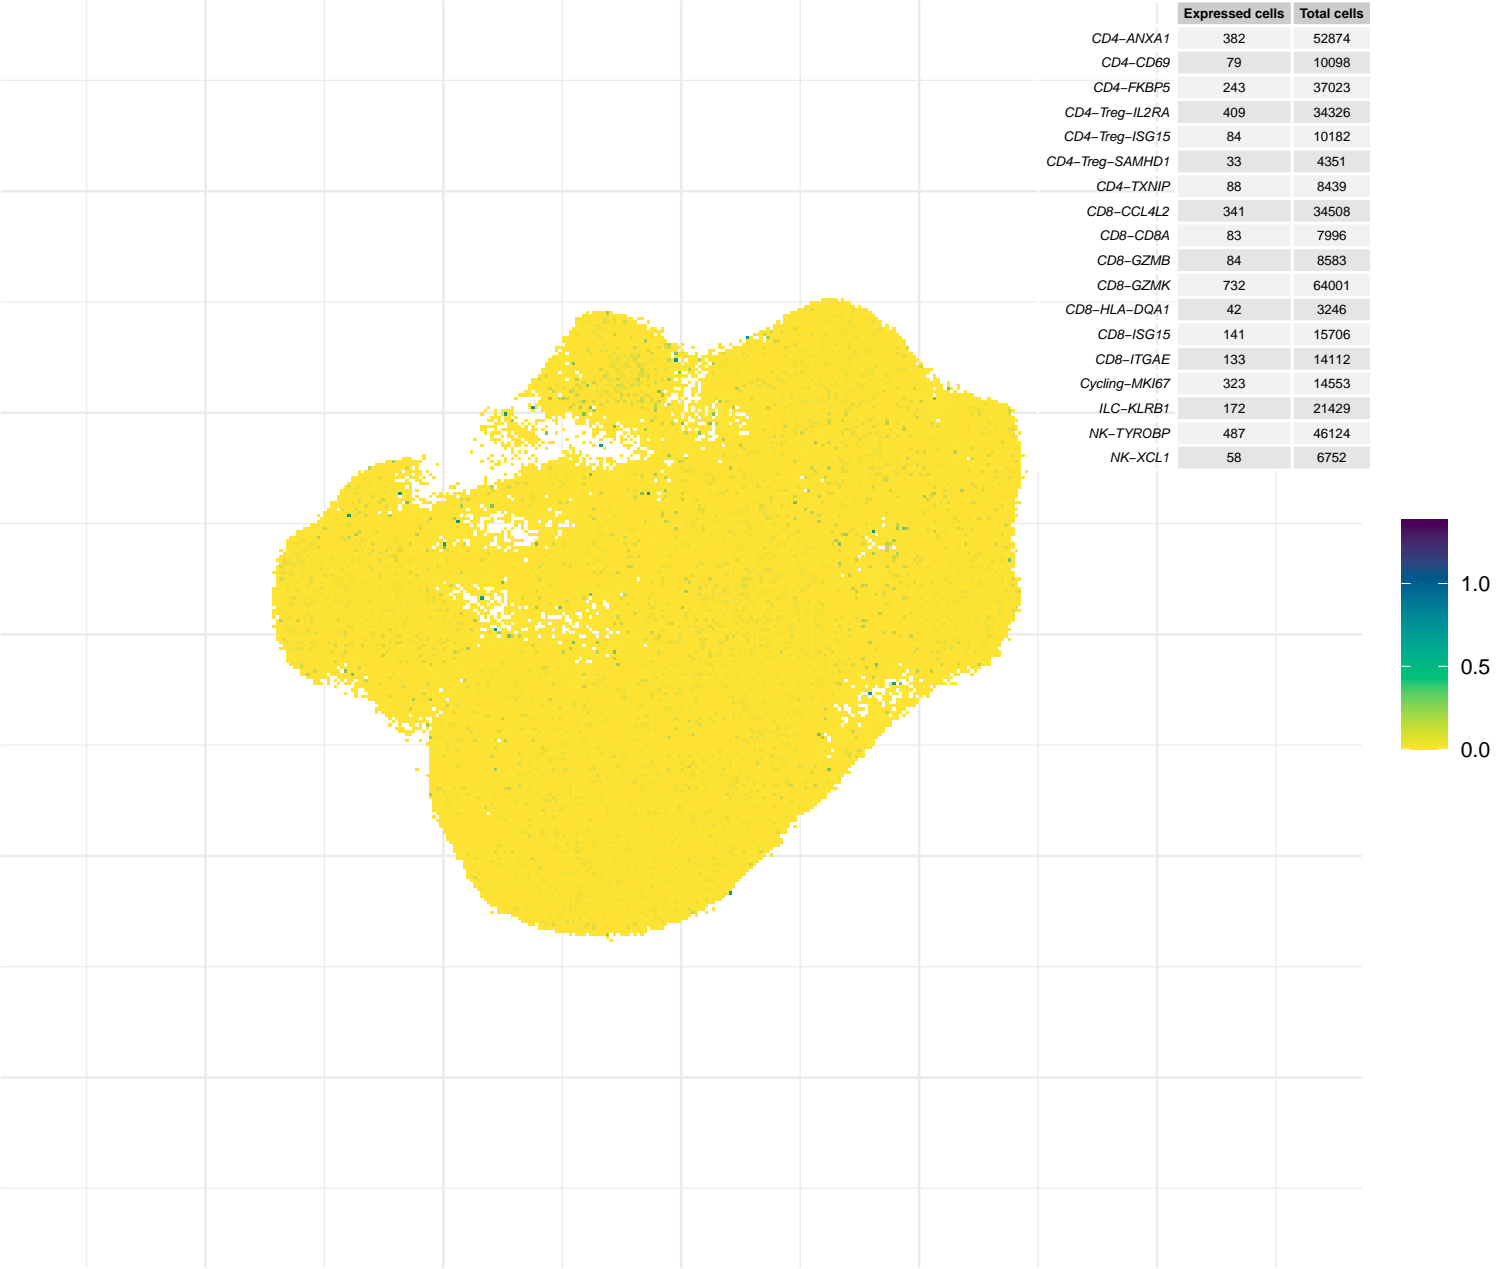 Expressed cells Total cells
CD4−ANXA1 382 52874
CD4−CD69 79 10098
CD4−FKBP5 243 37023
CD4−Treg−IL2RA 409 34326
CD4−Treg−ISG15 84 10182
CD4−Treg−SAMHD1 33 4351
CD4−TXNIP 88 8439
CD8−CCL4L2 341 34508
CD8−CD8A 83 7996
CD8−GZMB 84 8583
CD8−GZMK 732 64001
CD8−HLA−DQA1 42 3246
CD8−ISG15 141 15706
CD8−ITGAE 133 14112
Cycling−MKI67 323 14553
ILC−KLRB1 172 21429
NK−TYROBP 487 46124
NK−XCL1 58 6752
1.0
0.5
0.0